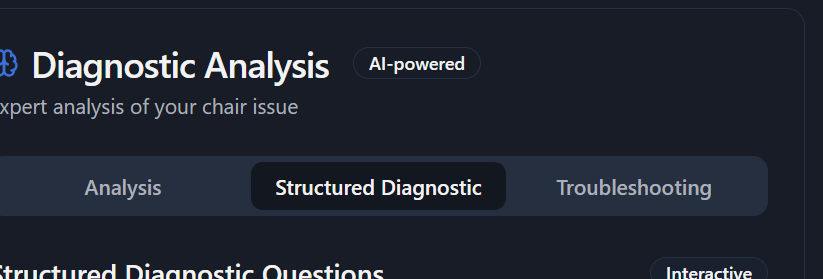 Diagnostic Analysis AI-powered
xpert analysis of your chair issue
Analysis Structured Diagnostic Troubleshooting
Structured Diagnostic Questions Interactive